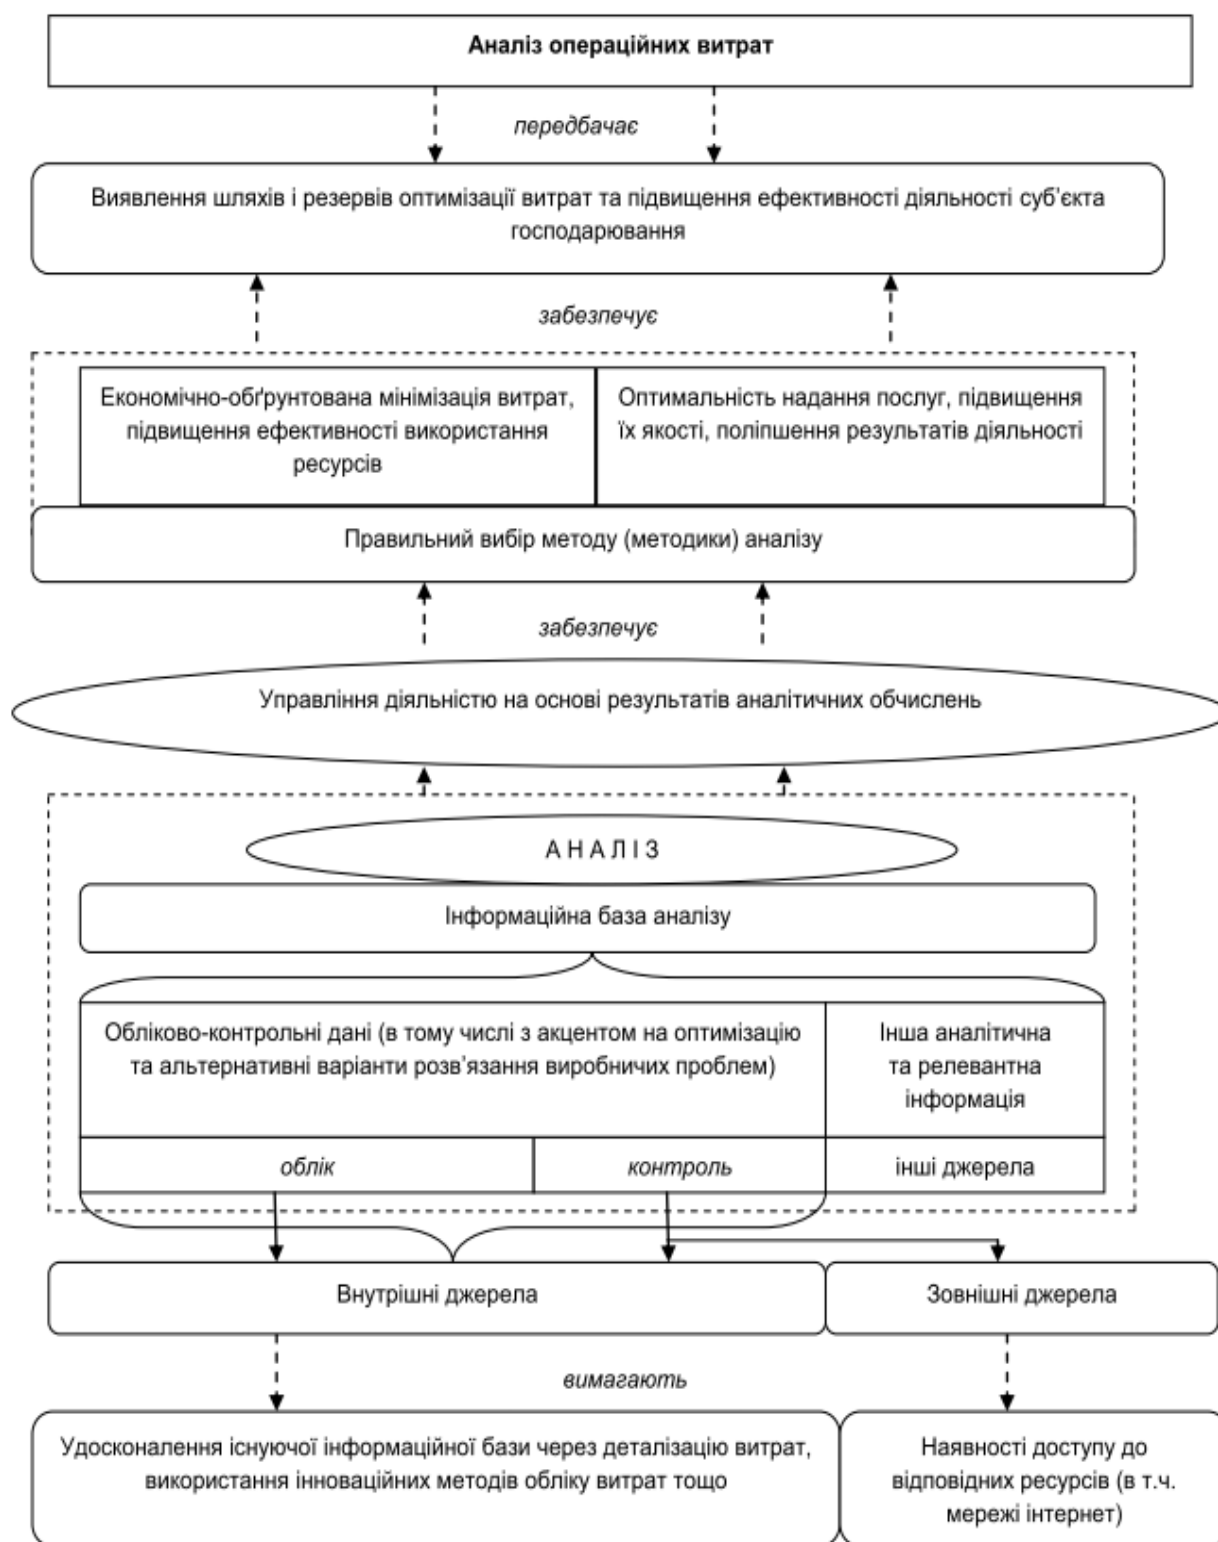 Аналіз операційних витрат
передбачає
Виявлення шляхів і резервів оптимізації витрат та підвищення ефективності діяльності суб’єкта
господарювання
забезпечує
Економічно-обґрунтована мінімізація витрат,
підвищення ефективності використання
ресурсів
Оптимальність надання послуг, підвищення
їх якості, поліпшення результатів діяльності
Правильний вибір методу (методики) аналізу
забезпечує
Управління діяльністю на основі результатів аналітичних обчислень
А Н А Л І З
Інформаційна база аналізу
Обліково-контрольні дані (в тому числі з акцентом на оптимізацію
та альтернативні варіанти розв’язання виробничих проблем)
Інша аналітична
та релевантна
інформація
облік
контроль
інші джерела
Внутрішні джерела
Зовнішні джерела
вимагають
Удосконалення існуючої інформаційної бази через деталізацію витрат,
використання інноваційних методів обліку витрат тощо
Наявності доступу до
відповідних ресурсів (в т.ч.
мережі інтернет)